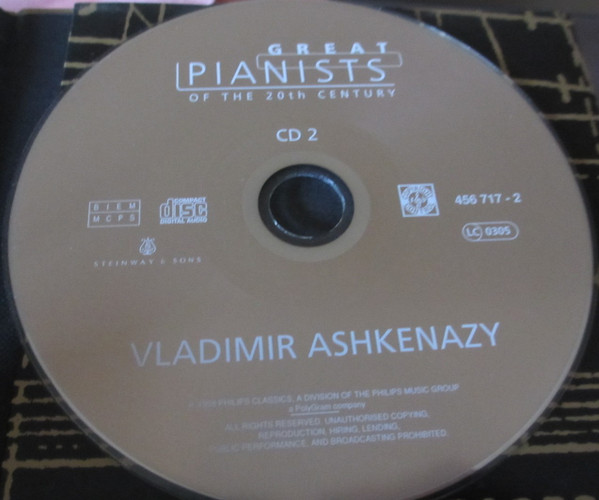 GREAT
PIANISTS
OF THE 20th CENTURY
CD 2
BIEM
MCPS
COMPACT
disc
DIGITAL AUDIO
456 717 - 2
LC 0305
STEINWAY & SONS
VLADIMIR ASHKENAZY
PHILIPS CLASSICS, A DIVISION OF THE PHILIPS MUSIC GROUP
a PolyGram company
ALL RIGHTS RESERVED. UNAUTHORISED COPYING,
REPRODUCTION, HIRING, LENDING,
PUBLIC PERFORMANCE, AND BROADCASTING PROHIBITED.